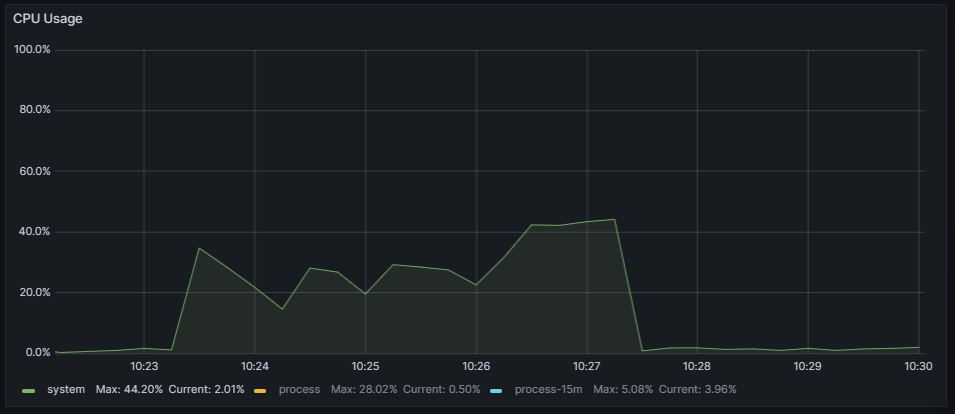 CPU Usage
100.0%
80.0%
60.0%
40.0%
20.0%
0.0%
10:23 10:24 10:25 10:26 10:27 10:28 10:29 10:30
system Max: 44.20% Current: 2.01% process Max: 28.02% Current: 0.50% process-15m Max: 5.08% Current: 3.96%